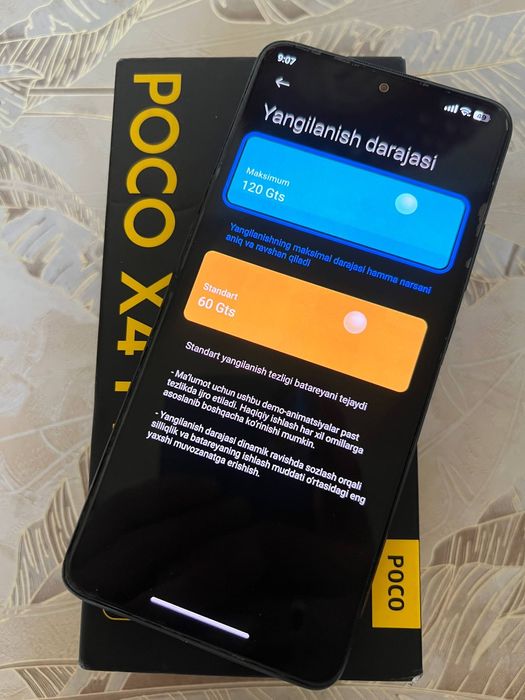 POCO X4
9:07
49
Yangilanish darajasi
Maksimum
120 Gts
Yangilanishning maksimal darajasi hamma narsani
aniq va ravshan qiladi
Standart
60 Gts
Standart yangilanish tezligi batareyani tejaydi
- Ma'lumot uchun ushbu demo-animatsiyalar past
tezlikda ijro etiladi. Haqiqiy ishlash har xil omillarga
asoslanib boshqacha ko'rinishi mumkin.
- Yangilanish darajasi dinamik ravishda sozlash orqali
silliqlik va batareyaning ishlash muddati o'rtasidagi eng
yaxshi muvozanatga erishish.
POCO